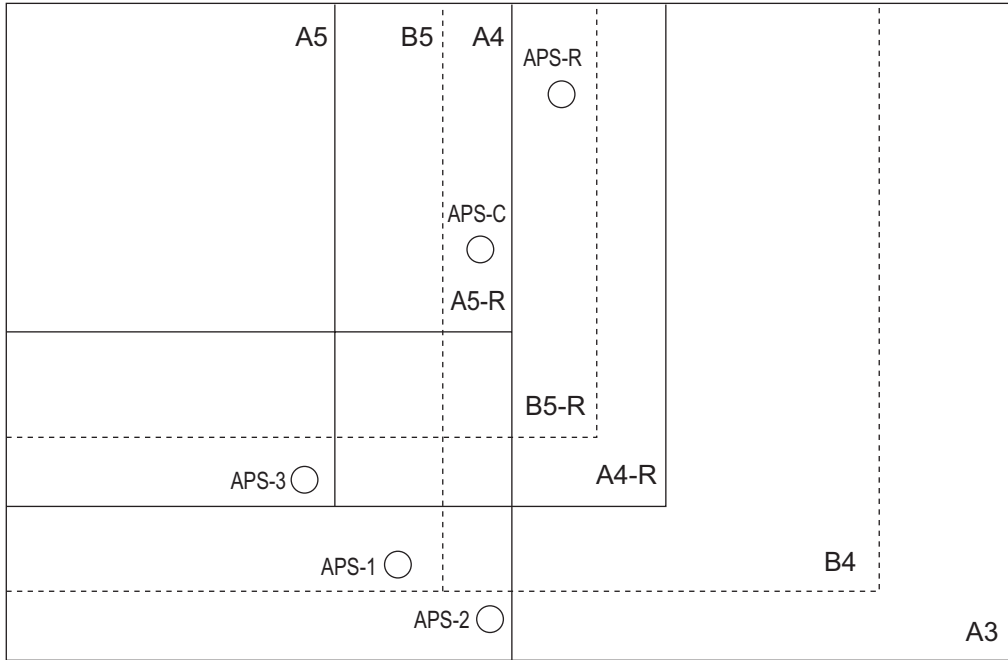 A5 B5 A4
APS-R
APS-C
A5-R
B5-R
A4-R
APS-3
APS-1
B4
APS-2
A3